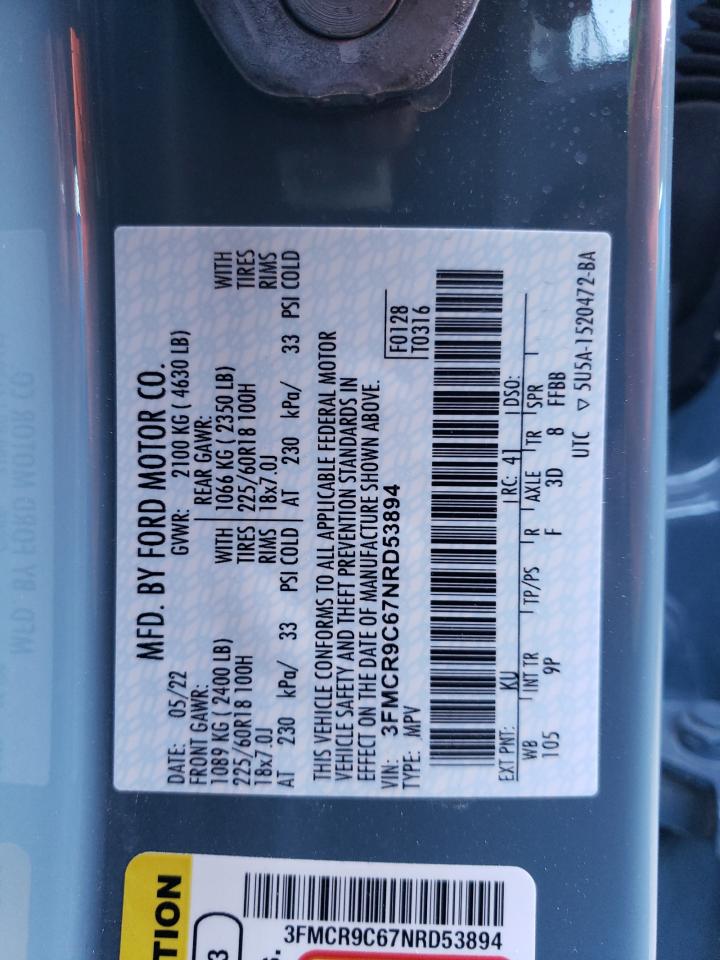 MFD. BY FORD MOTOR CO.
DATE: 05/22 GVWR: 2100 KG ( 4630 LB)
FRONT GAWR: REAR GAWR:
1089 KG ( 2400 LB) WITH 1066 KG ( 2350 LB) WITH
225/60R18 100H TIRES 225/60R18 100H TIRES
18x7.0J RIMS 18x7.0J RIMS
AT 230 kPa/ 33 PSI COLD AT 230 kPa/ 33 PSI COLD
THIS VEHICLE CONFORMS TO ALL APPLICABLE FEDERAL MOTOR
VEHICLE SAFETY AND THEFT PREVENTION STANDARDS IN
EFFECT ON THE DATE OF MANUFACTURE SHOWN ABOVE.
VIN: 3FMCR9C67NRD53894
TYPE: MPV
F0128
T0316
EXT PNT: KU RC: 41 DSO:
WB INT TR TP/PS R AXLE TR SPR
105 9P F 3D 8 FFBB
UTC ▽ 5U5A-1520472-BA
TION
3
3FMCR9C67NRD53894